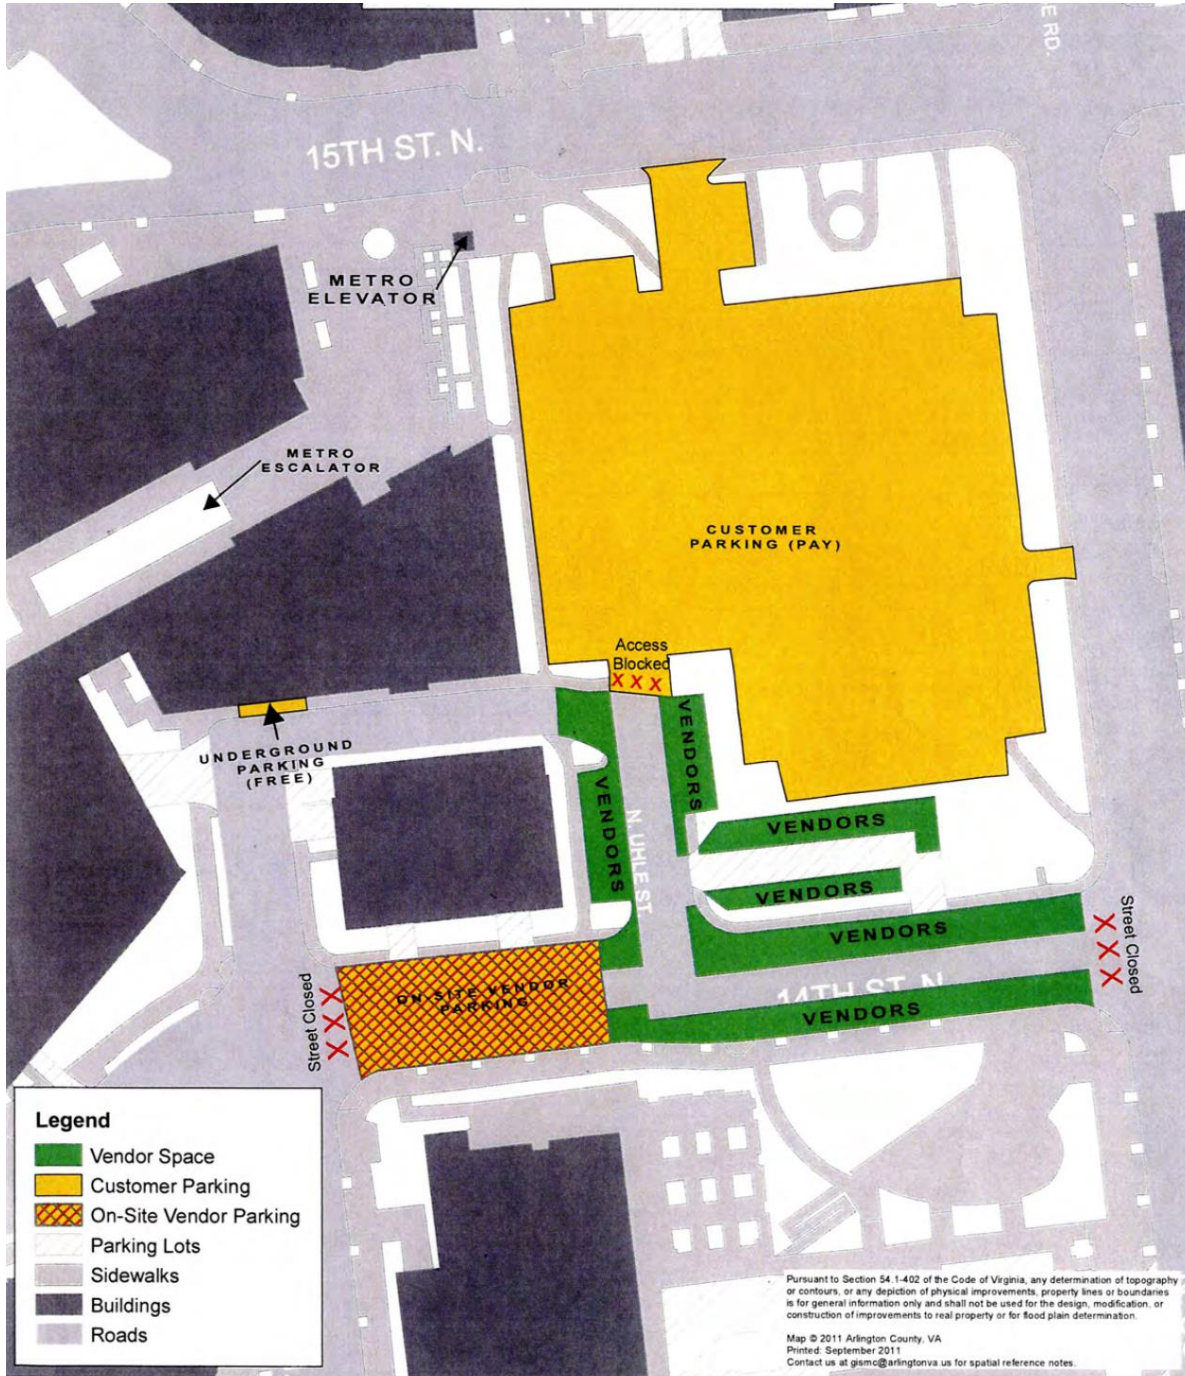 E RD.
15TH ST. N.
METRO
ELEVATOR
METRO
ESCALATOR
CUSTOMER
PARKING (PAY)
Access
Blocked
X X X
UNDERGROUND
PARKING
(FREE)
VENDORS
VENDORS
N. UHLE ST
VENDORS
VENDORS
VENDORS
Street Closed
X X X
14TH ST. N
VENDORS
ON-SITE VENDOR
PARKING
Street Closed
X X X
Legend
Vendor Space
Customer Parking
On-Site Vendor Parking
Parking Lots
Sidewalks
Buildings
Roads
Pursuant to Section 54.1-402 of the Code of Virginia, any determination of topography
or contours, or any depiction of physical improvements, property lines or boundaries
is for general information only and shall not be used for the design, modification, or
construction of improvements to real property or for flood plain determination.
Map © 2011 Arlington County, VA
Printed: September 2011
Contact us at gismc@arlingtonva.us for spatial reference notes.